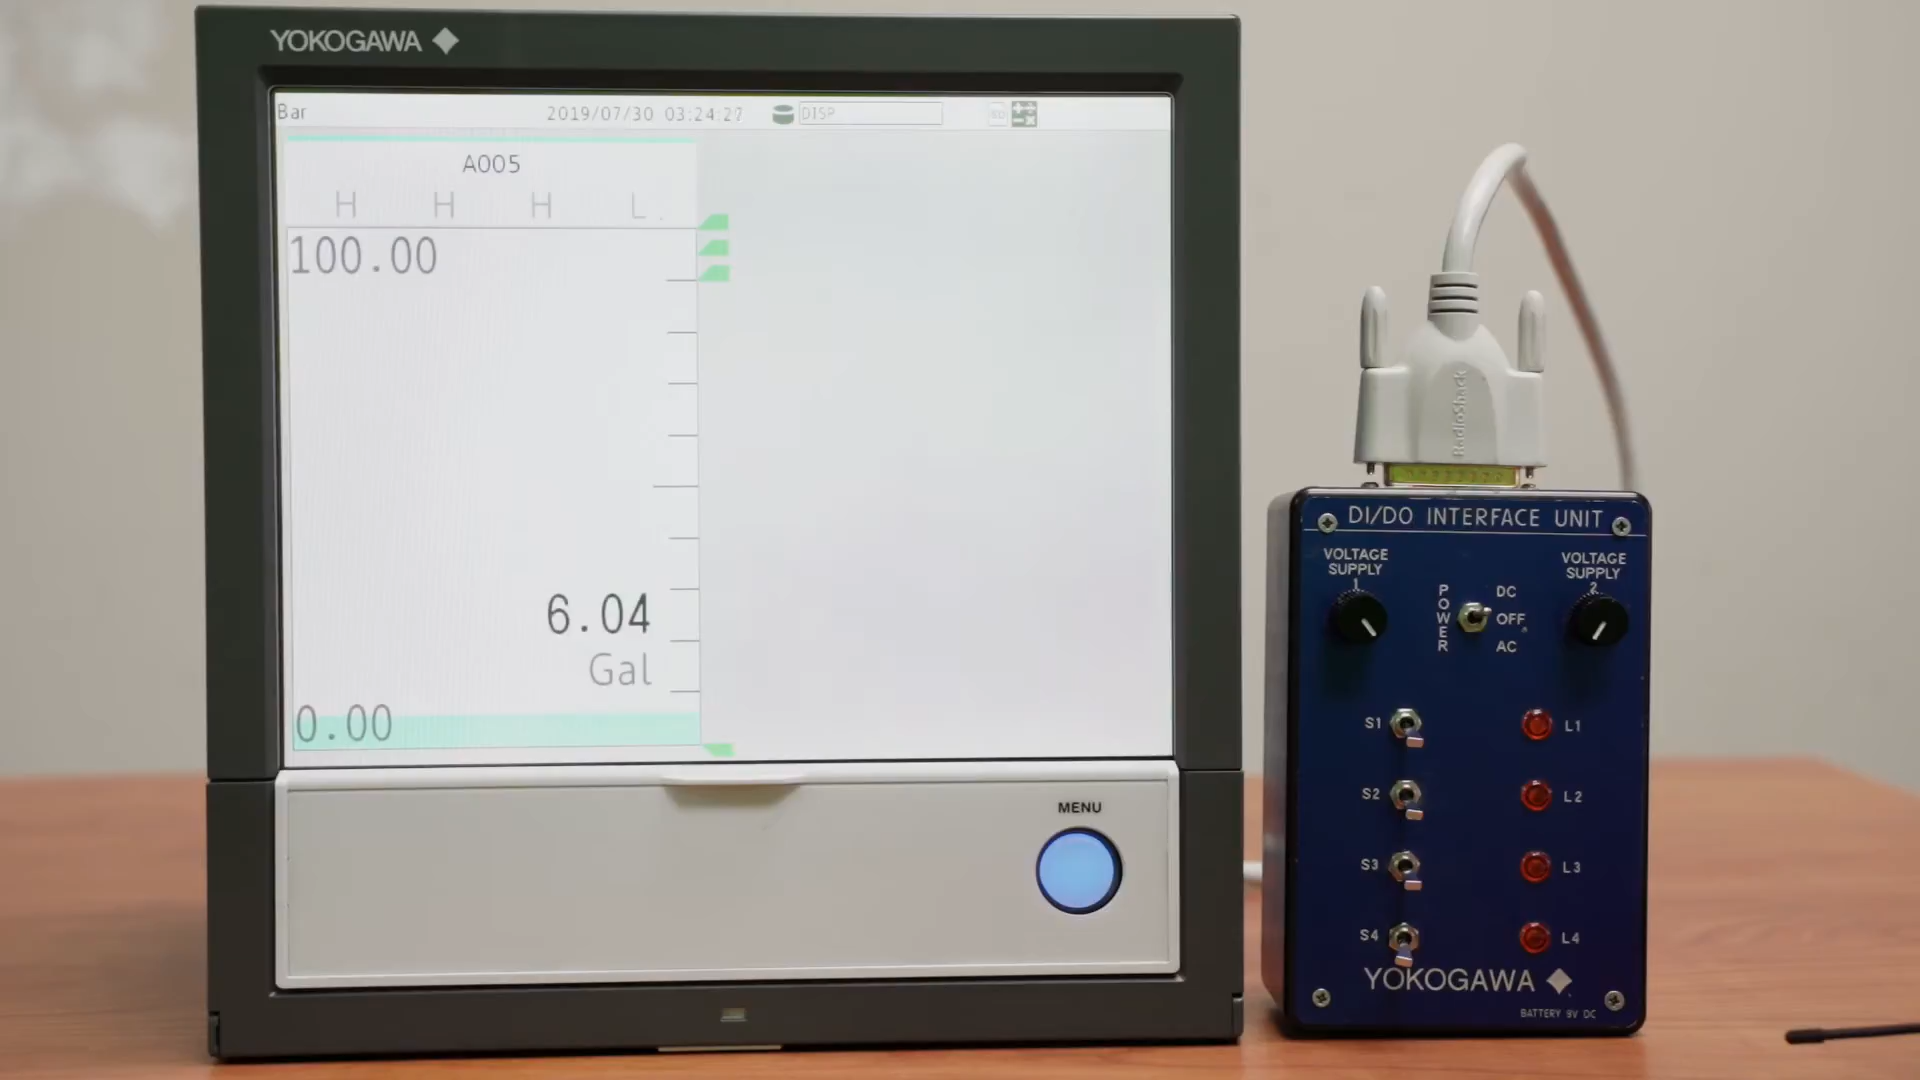 YOKOGAWA
Bar 2019/07/30 03:24:27 DISP
A005
H H H L
100.00
6.04
Gal
0.00
MENU
RadioShack
DI/DO INTERFACE UNIT
VOLTAGE SUPPLY 1
VOLTAGE SUPPLY 2
POWER
DC
OFF
AC
S1 L1
S2 L2
S3 L3
S4 L4
YOKOGAWA
BATTERY 9V DC